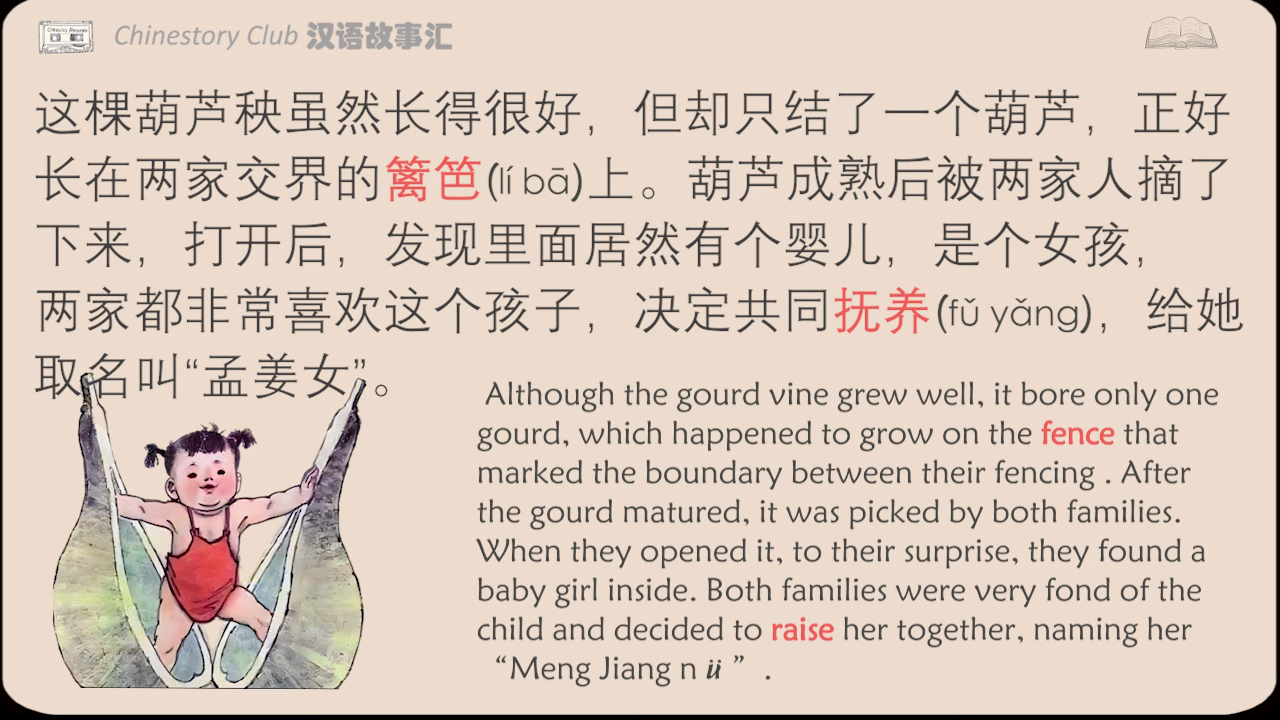 Chinestory Club 汉语故事汇
这棵葫芦秧虽然长得很好，但却只结了一个葫芦，正好
长在两家交界的篱笆(lí bā)上。葫芦成熟后被两家人摘了
下来，打开后，发现里面居然有个婴儿，是个女孩，
两家都非常喜欢这个孩子，决定共同抚养(fǔ yǎng)，给她
取名叫“孟姜女”。
Although the gourd vine grew well, it bore only one
gourd, which happened to grow on the fence that
marked the boundary between their fencing . After
the gourd matured, it was picked by both families.
When they opened it, to their surprise, they found a
baby girl inside. Both families were very fond of the
child and decided to raise her together, naming her
“Meng Jiang n ü ” .